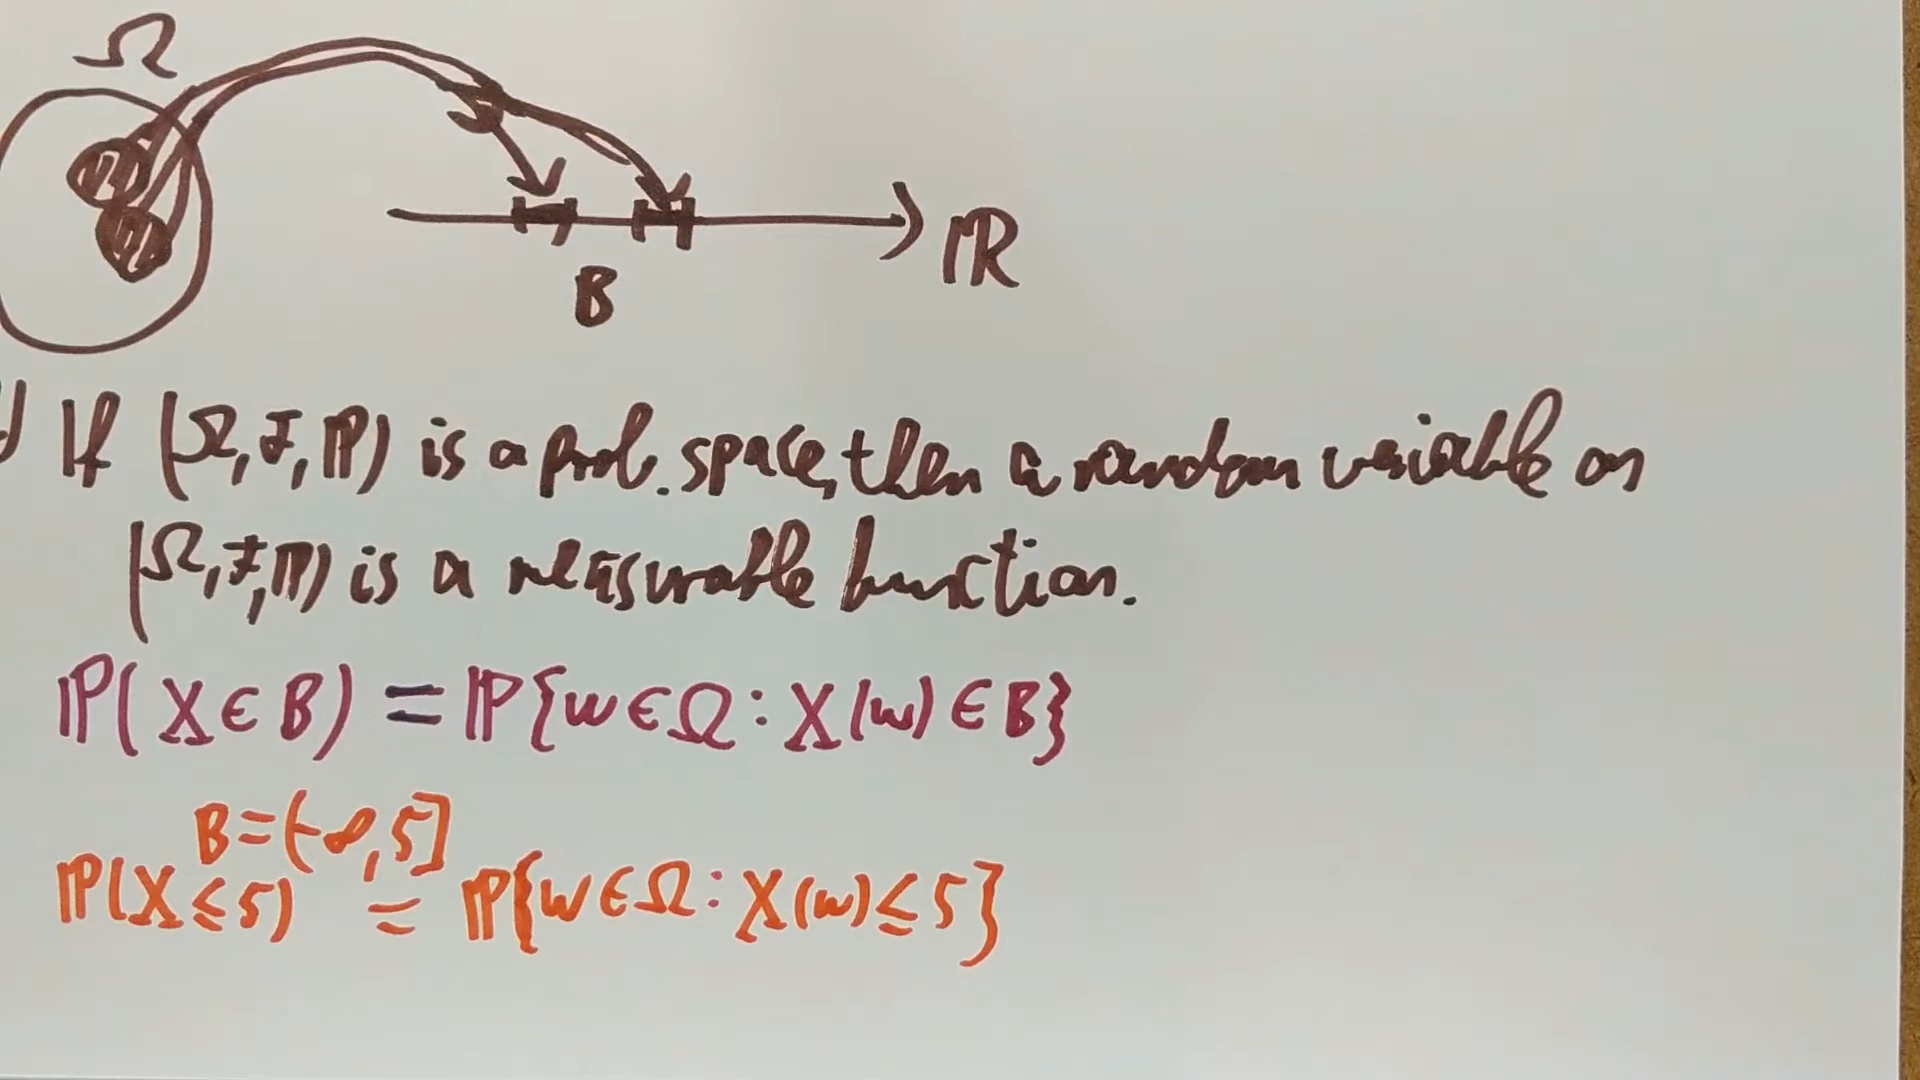 Ω
B
ℝ
) If (Ω, ℱ, ℙ) is a prob. space, then a random variable on
(Ω, ℱ, ℙ) is a measurable function.
ℙ(X ∈ B) = ℙ{w ∈ Ω : X(w) ∈ B}
B = (-∞, 5]
ℙ(X ≤ 5) = ℙ{w ∈ Ω : X(w) ≤ 5}